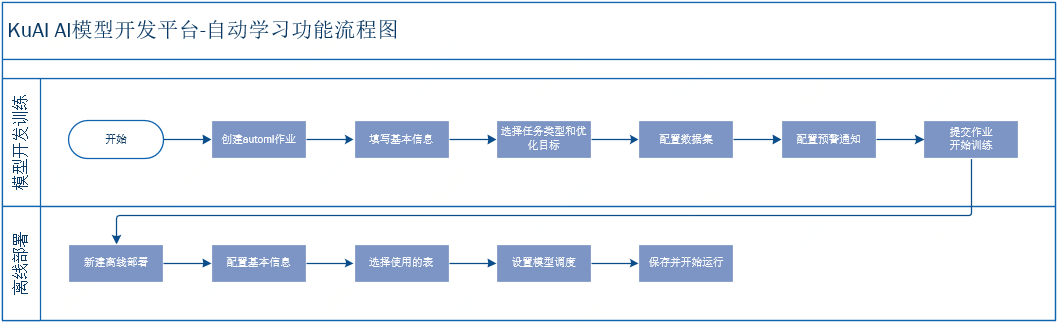 KuAI AI模型开发平台-自动学习功能流程图
模型开发训练
开始
创建automl作业
填写基本信息
选择任务类型和优
化目标
配置数据集
配置预警通知
提交作业
开始训练
离线部署
新建离线部署
配置基本信息
选择使用的表
设置模型调度
保存并开始运行